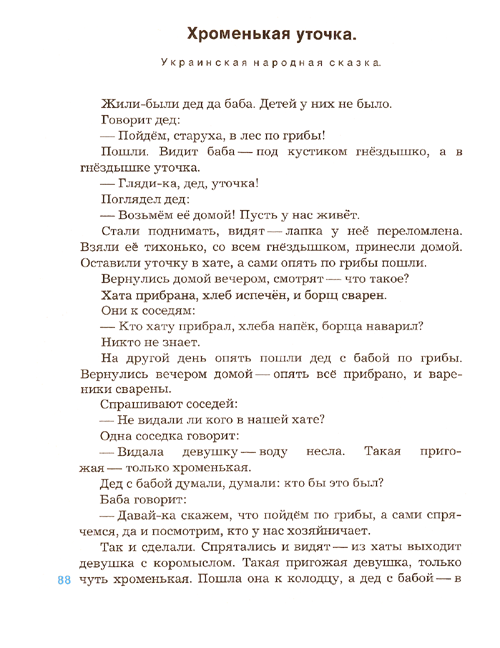 Хроменькая уточка.
Украинская народная сказка.
Жили-были дед да баба. Детей у них не было.
Говорит дед:
— Пойдём, старуха, в лес по грибы!
Пошли. Видит баба — под кустиком гнёздышко, а в
гнёздышке уточка.
— Гляди-ка, дед, уточка!
Поглядел дед:
— Возьмём её домой! Пусть у нас живёт.
Стали поднимать, видят — лапка у неё переломлена.
Взяли её тихонько, со всем гнёздышком, принесли домой.
Оставили уточку в хате, а сами опять по грибы пошли.
Вернулись домой вечером, смотрят — что такое?
Хата прибрана, хлеб испечён, и борщ сварен.
Они к соседям:
— Кто хату прибрал, хлеба напёк, борща наварил?
Никто не знает.
На другой день опять пошли дед с бабой по грибы.
Вернулись вечером домой — опять всё прибрано, и варе-
ники сварены.
Спрашивают соседей:
— Не видали ли кого в нашей хате?
Одна соседка говорит:
— Видала девушку — воду несла. Такая приго-
жая — только хроменькая.
Дед с бабой думали, думали: кто бы это был?
Баба говорит:
— Давай-ка скажем, что пойдём по грибы, а сами спря-
чемся, да и посмотрим, кто у нас хозяйничает.
Так и сделали. Спрятались и видят — из хаты выходит
девушка с коромыслом. Такая пригожая девушка, только
чуть хроменькая. Пошла она к колодцу, а дед с бабой — в
88